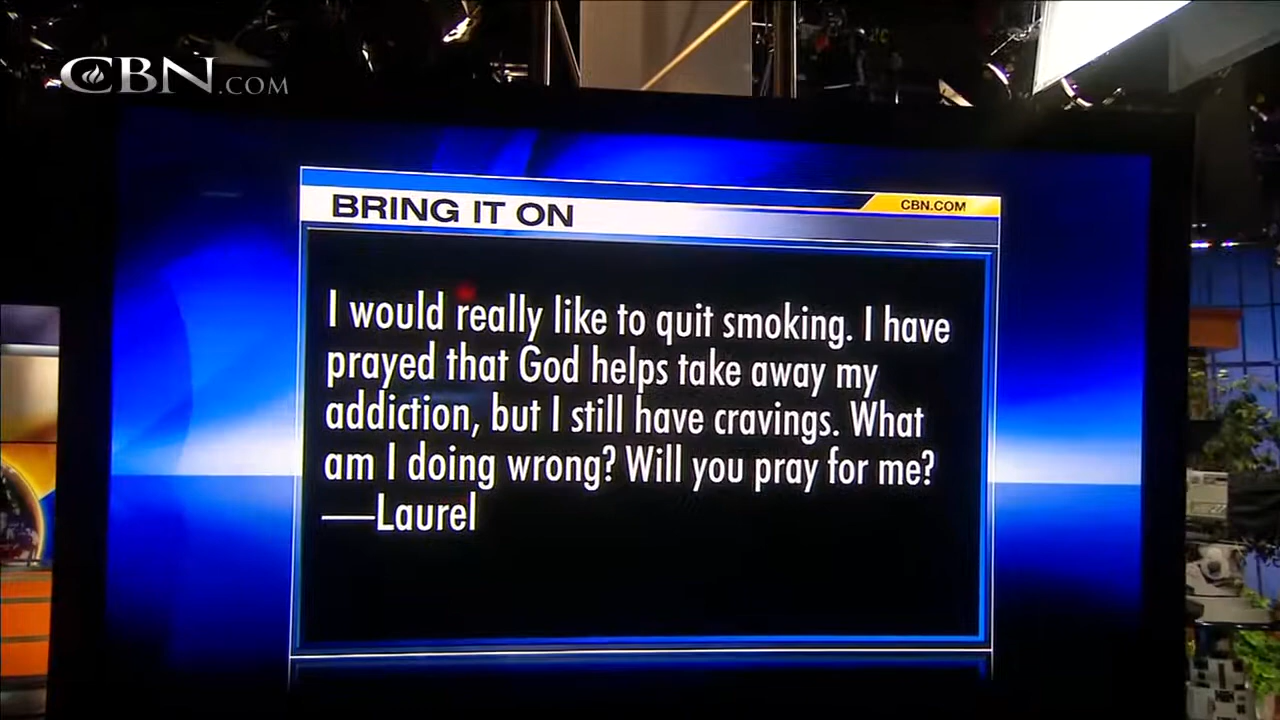 CBN.COM
BRING IT ON
CBN.COM
I would really like to quit smoking. I have
prayed that God helps take away my
addiction, but I still have cravings. What
am I doing wrong? Will you pray for me?
—Laurel